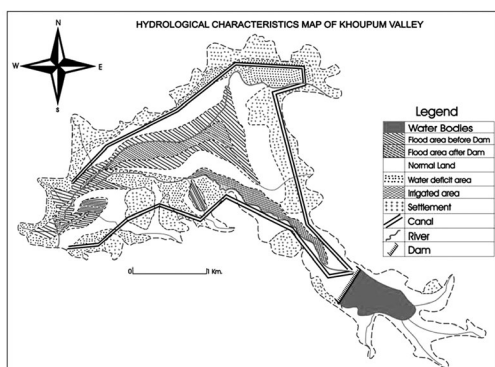 HYDROLOGICAL CHARACTERISTICS MAP OF KHOUPUM VALLEY
N
W
E
s
Legend
Water Bodies
Flood area before Dam
Flood area after Dam
Normal Land
Water deficit area
Irrigated area
Settlement
Canal
River
Dam
0 1 Km.